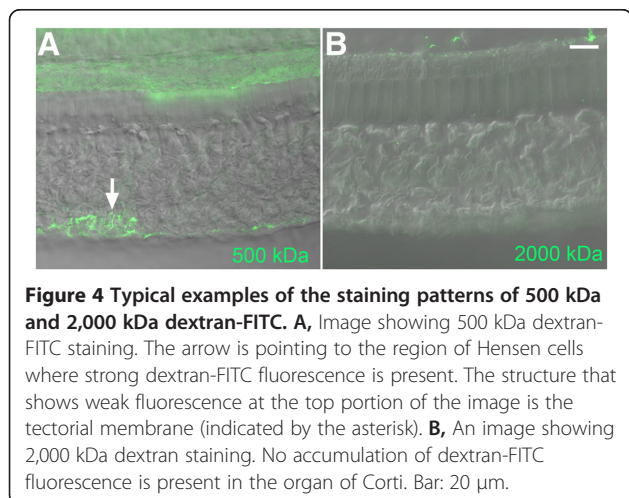 A
B
500 kDa
2000 kDa
Figure 4 Typical examples of the staining patterns of 500 kDa
and 2,000 kDa dextran-FITC. A, Image showing 500 kDa dextran-
FITC staining. The arrow is pointing to the region of Hensen cells
where strong dextran-FITC fluorescence is present. The structure that
shows weak fluorescence at the top portion of the image is the
tectorial membrane (indicated by the asterisk). B, An image showing
2,000 kDa dextran staining. No accumulation of dextran-FITC
fluorescence is present in the organ of Corti. Bar: 20 μm.